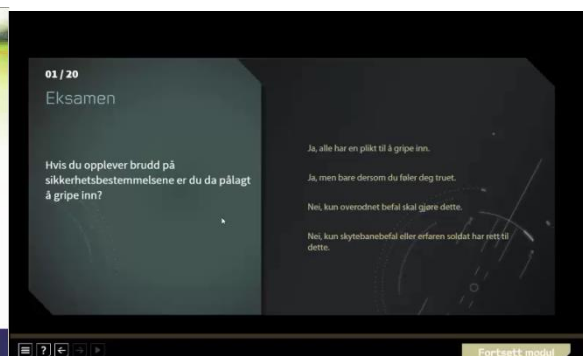 01 / 20
Eksamen
Hvis du opplever brudd på
sikkerhetsbestemmelsene er du da pålagt
å gripe inn?
Ja, alle har en plikt til å gripe inn.
Ja, men bare dersom du føler deg truet.
Nei, kun overodnet befal skal gjøre dette.
Nei, kun skytebanebefal eller erfaren soldat har rett til
dette.
?
Fortsett modul